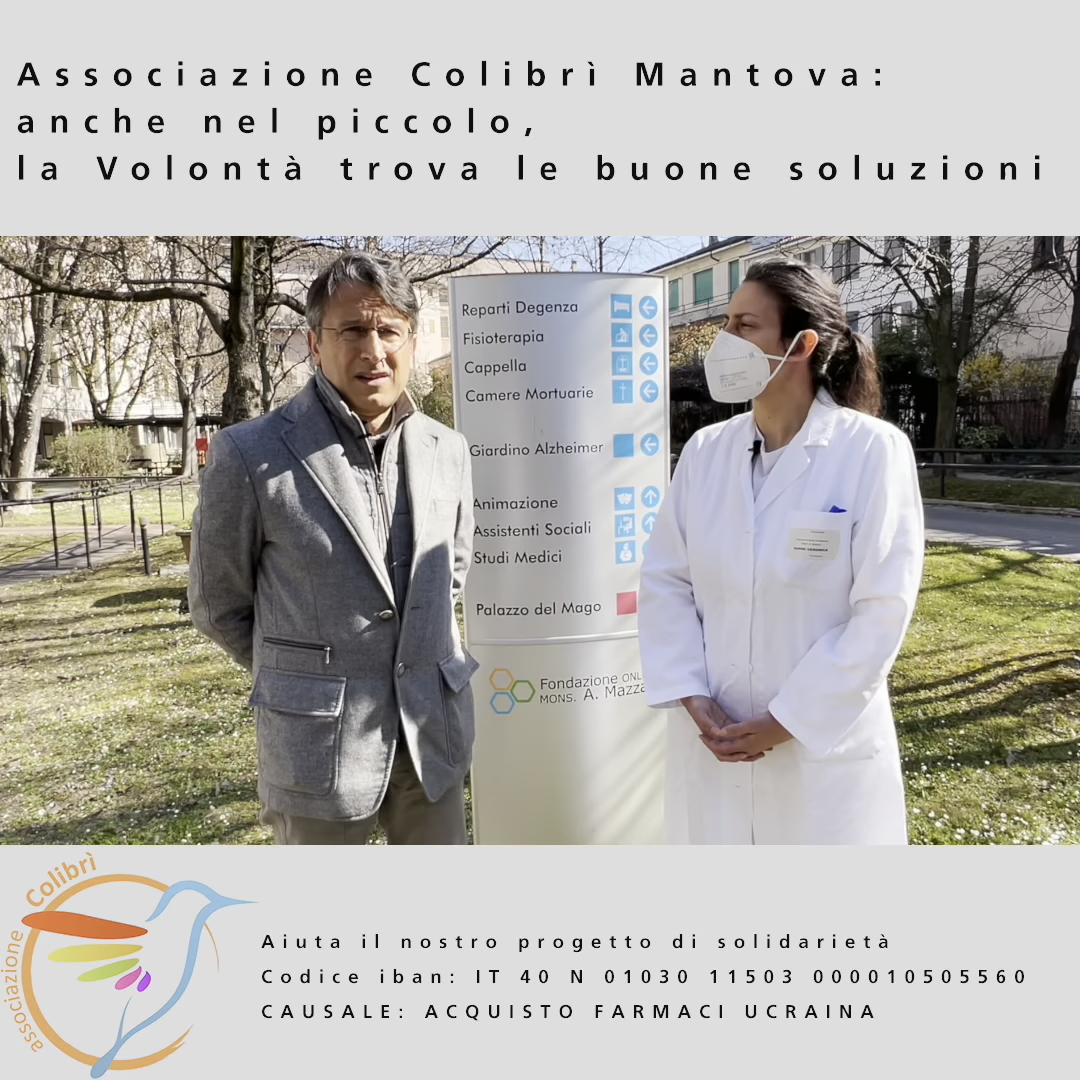 Associazione Colibrì Mantova:
anche nel piccolo,
la Volontà trova le buone soluzioni
Reparti Degenza
Fisioterapia
Cappella
Camere Mortuarie
Giardino Alzheimer
Animazione
Assistenti Sociali
Studi Medici
Palazzo del Mago
Fondazione
MONS. A.
associazione Colibrì
Aiuta il nostro progetto di solidarietà
Codice iban: IT 40 N 01030 11503 000010505560
CAUSALE: ACQUISTO FARMACI UCRAINA